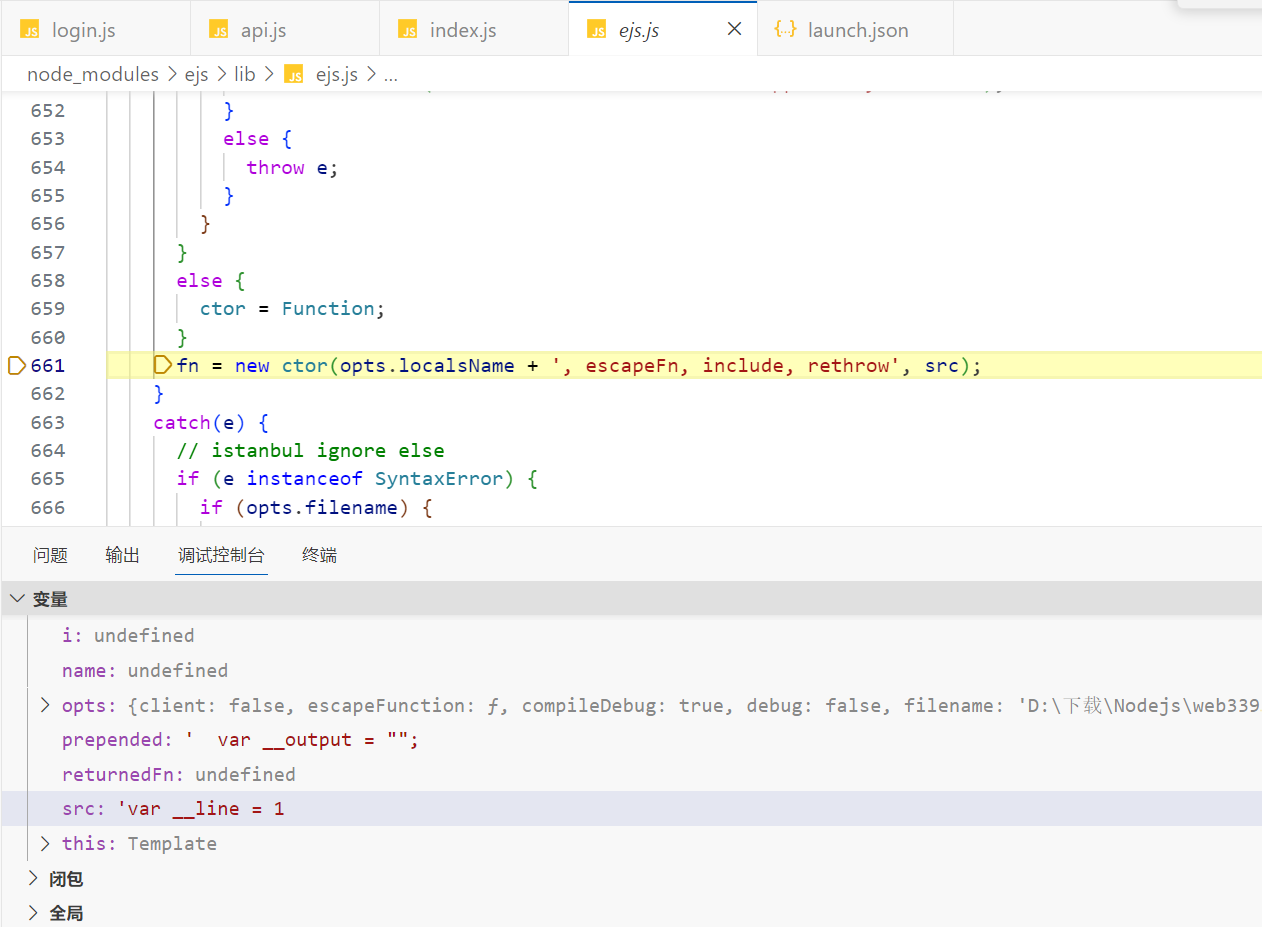 login.js api.js index.js ejs.js launch.json
node_modules > ejs > lib > ejs.js > ...
652 }
653 else {
654 throw e;
655 }
656 }
657 }
658 else {
659 ctor = Function;
660 }
661 fn = new ctor(opts.localsName + ', escapeFn, include, rethrow', src);
662 }
663 catch(e) {
664 // istanbul ignore else
665 if (e instanceof SyntaxError) {
666 if (opts.filename) {
问题 输出 调试控制台 终端
变量
i: undefined
name: undefined
opts: {client: false, escapeFunction: ƒ, compileDebug: true, debug: false, filename: 'D:\下载\Nodejs\web339
prepended: '  var __output = "";
returnedFn: undefined
src: 'var __line = 1
this: Template
闭包
全局